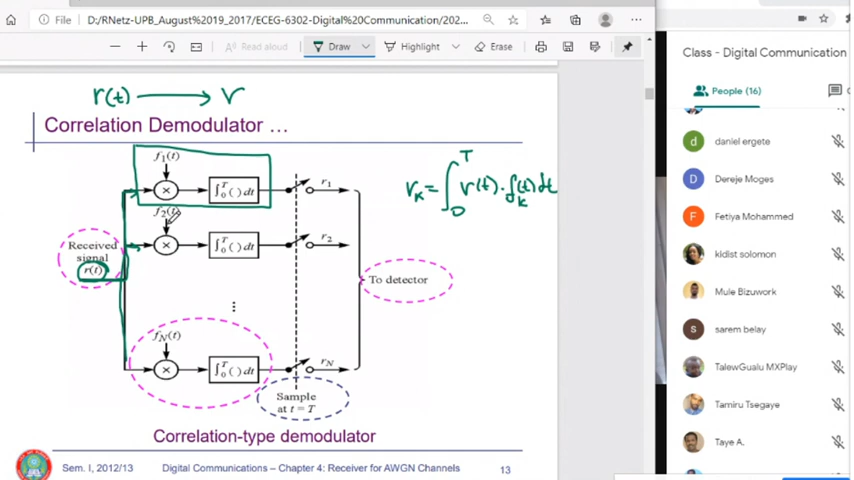 D:/RNetz-UPB_August%2019_2017/ECEG-6302-Digital%20Communication/202...
Read aloud
Draw
Highlight
Erase
r(t) → r
Correlation Demodulator …
f1(t)
× ∫0T ( ) dt r1
rK = ∫0T r(t)·fK(t)dt
f2(t)
× ∫0T ( ) dt r2
Received
signal
r(t)
To detector
⋮
fN(t)
× ∫0T ( ) dt rN
Sample
at t = T
Correlation-type demodulator
Sem. I, 2012/13
Digital Communications – Chapter 4: Receiver for AWGN Channels
13
Class - Digital Communication
People (16)
daniel ergete
d
Dereje Moges
D
Fetiya Mohammed
F
kidist solomon
Mule Bizuwork
sarem belay
s
TalewGualu MXPlay
Tamiru Tsegaye
Taye A.